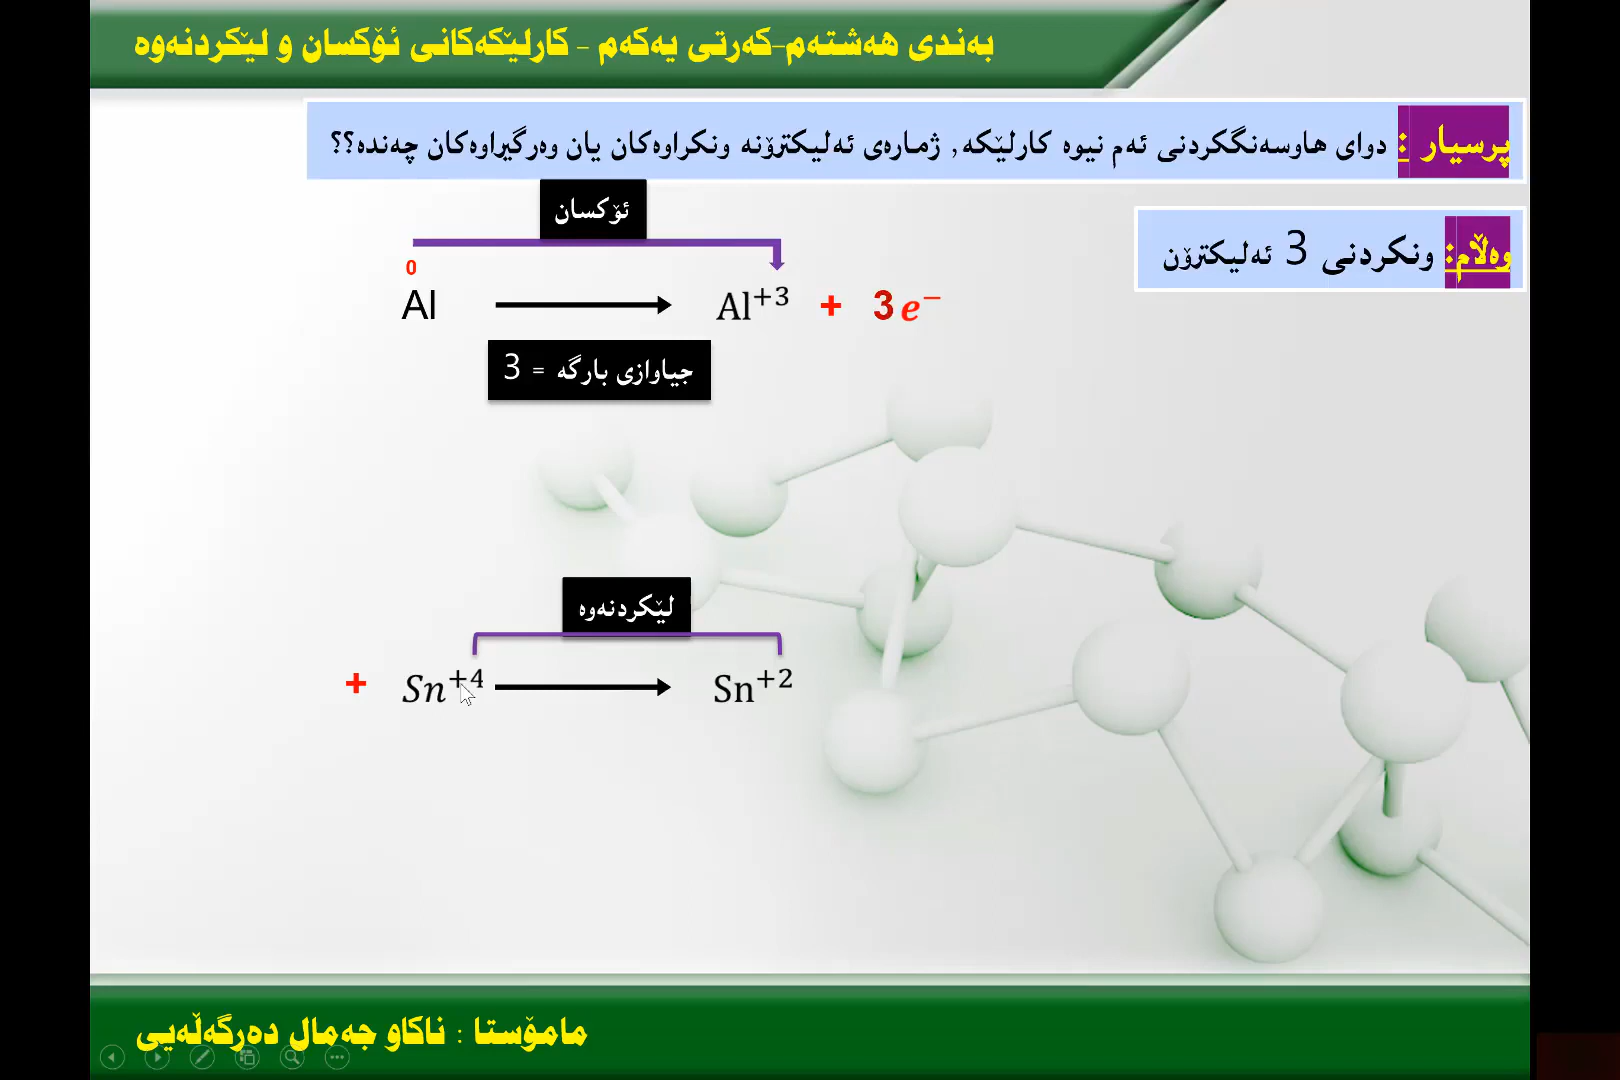 بەندی هەشتەم-کەرتی یەکەم - کارلێکەکانی ئۆکسان و لێکردنەوە
پرسیار : دوای هاوسەنگکردنی ئەم نیوە کارلێکە, ژمارەی ئەلیکترۆنە ونکراوەکان یان وەرگیراوەکان چەندە؟؟
وەڵام: ونکردنی 3 ئەلیکترۆن
ئۆکسان
0
Al ⟶ Al⁺³ + 3 e⁻
جیاوازی بارگە = 3
لێکردنەوە
+ Sn⁺⁴ ⟶ Sn⁺²
مامۆستا : ناکاو جەمال دەرگەڵەیی